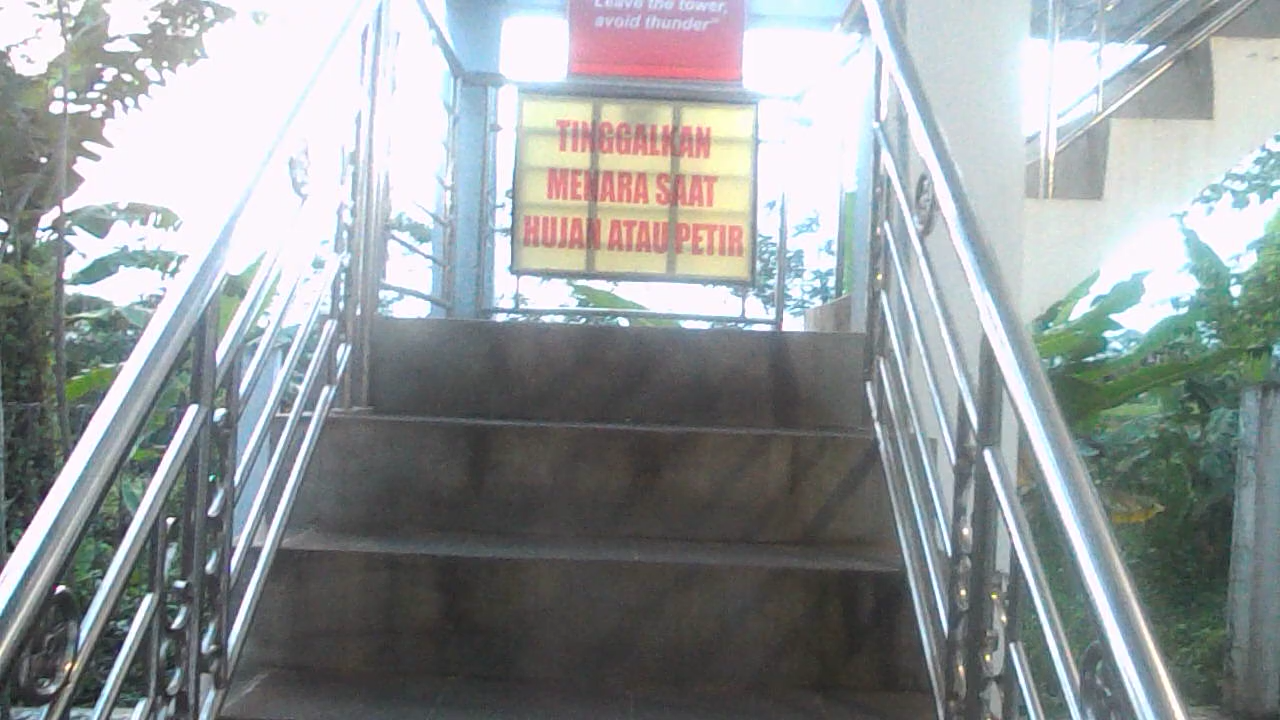 "Leave the tower,
avoid thunder"
TINGGALKAN
MENARA SAAT
HUJAN ATAU PETIR